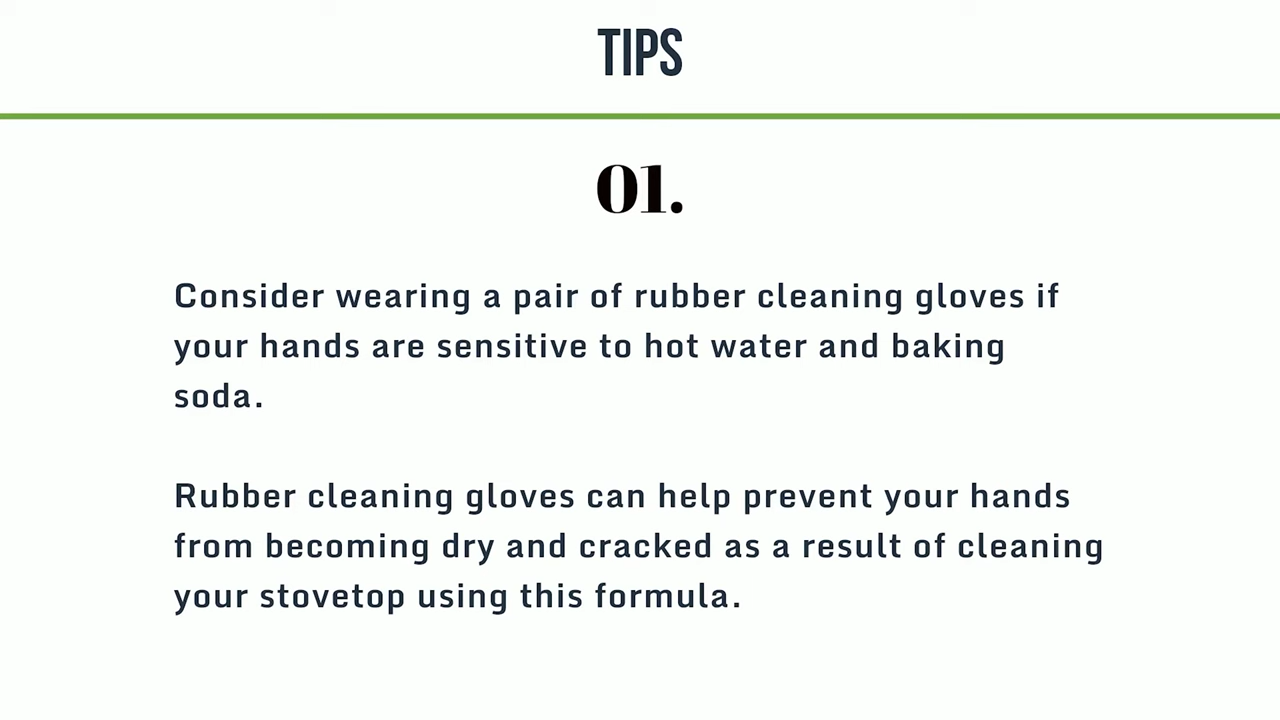 TIPS
01.
Consider wearing a pair of rubber cleaning gloves if
your hands are sensitive to hot water and baking
soda.
Rubber cleaning gloves can help prevent your hands
from becoming dry and cracked as a result of cleaning
your stovetop using this formula.